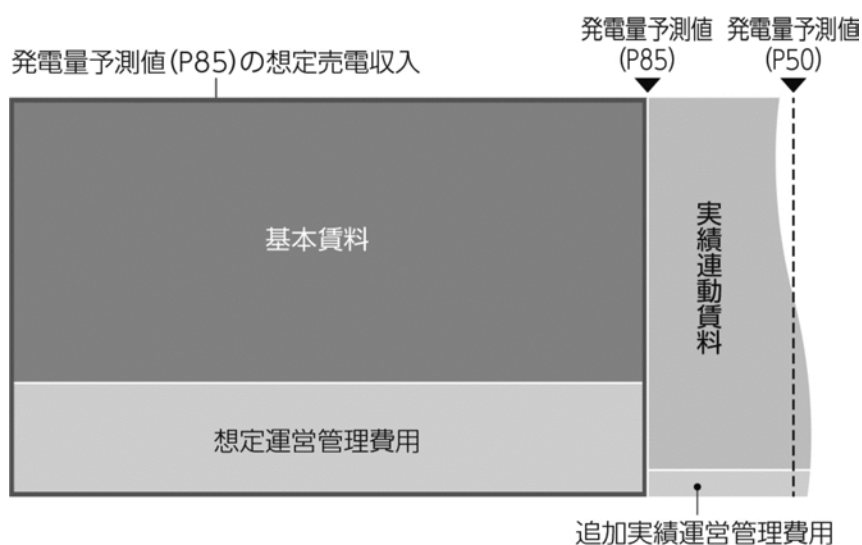 発電量予測値(P85)の想定売電収入
発電量予測値
(P85)
発電量予測値
(P50)
基本賃料
実績連動賃料
想定運営管理費用
追加実績運営管理費用